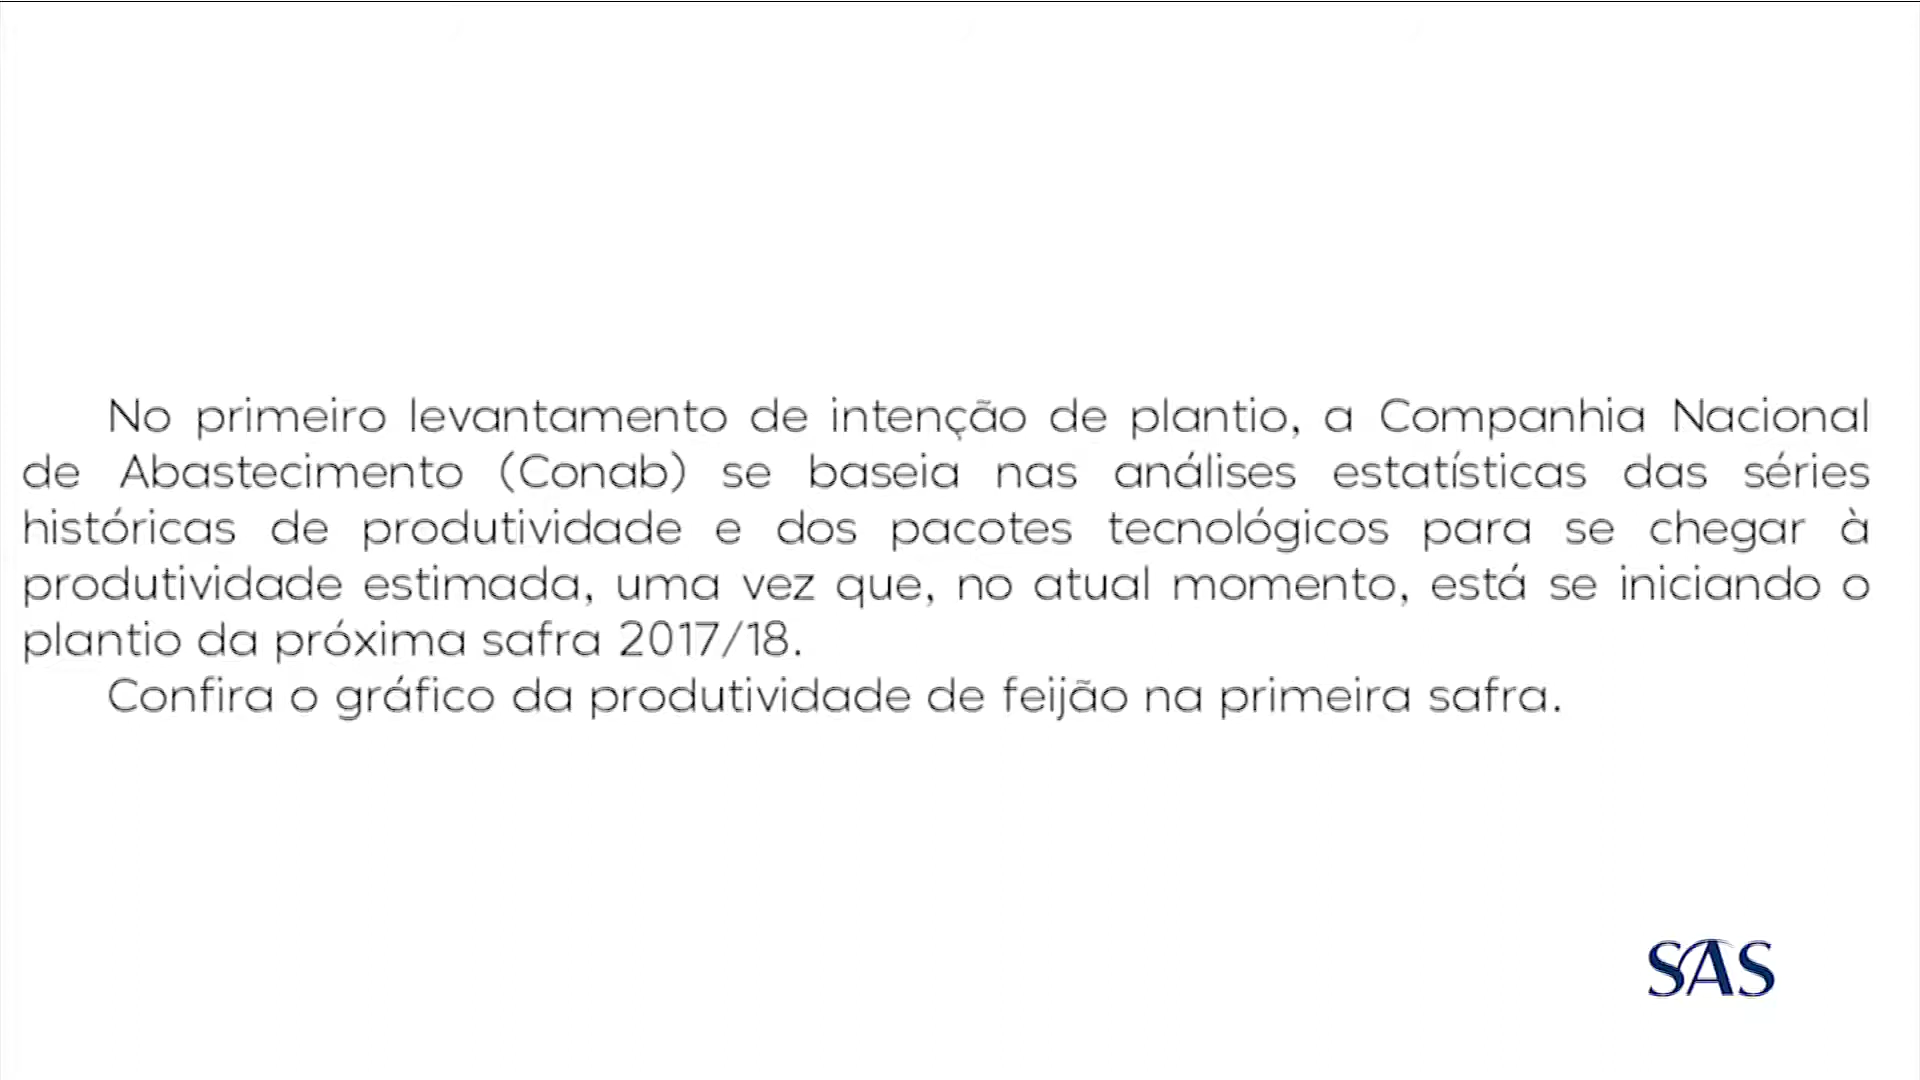 No primeiro levantamento de intenção de plantio, a Companhia Nacional
de Abastecimento (Conab) se baseia nas análises estatísticas das séries
históricas de produtividade e dos pacotes tecnológicos para se chegar à
produtividade estimada, uma vez que, no atual momento, está se iniciando o
plantio da próxima safra 2017/18.
Confira o gráfico da produtividade de feijão na primeira safra.
SAS